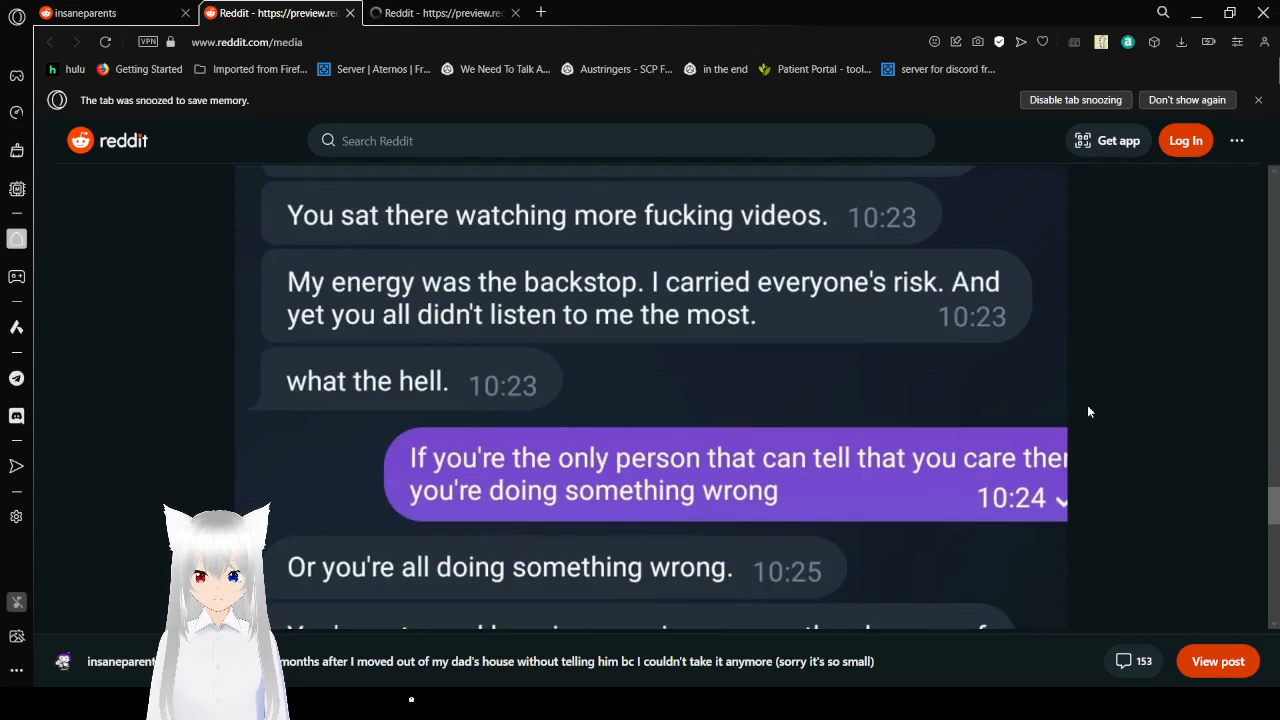 insaneparents
Reddit - https://preview.rec
Reddit - https://preview.rec
VPN
www.reddit.com/media
hulu
Getting Started
Imported from Firef...
Server | Aternos | Fr...
We Need To Talk A...
Austringers - SCP F...
in the end
Patient Portal - tool...
server for discord fr...
The tab was snoozed to save memory.
Disable tab snoozing
Don't show again
reddit
Search Reddit
Get app
Log In
You sat there watching more fucking videos. 10:23
My energy was the backstop. I carried everyone's risk. And
yet you all didn't listen to me the most. 10:23
what the hell. 10:23
If you're the only person that can tell that you care then
you're doing something wrong 10:24
Or you're all doing something wrong. 10:25
insaneparent
months after I moved out of my dad's house without telling him bc I couldn't take it anymore (sorry it's so small)
153
View post